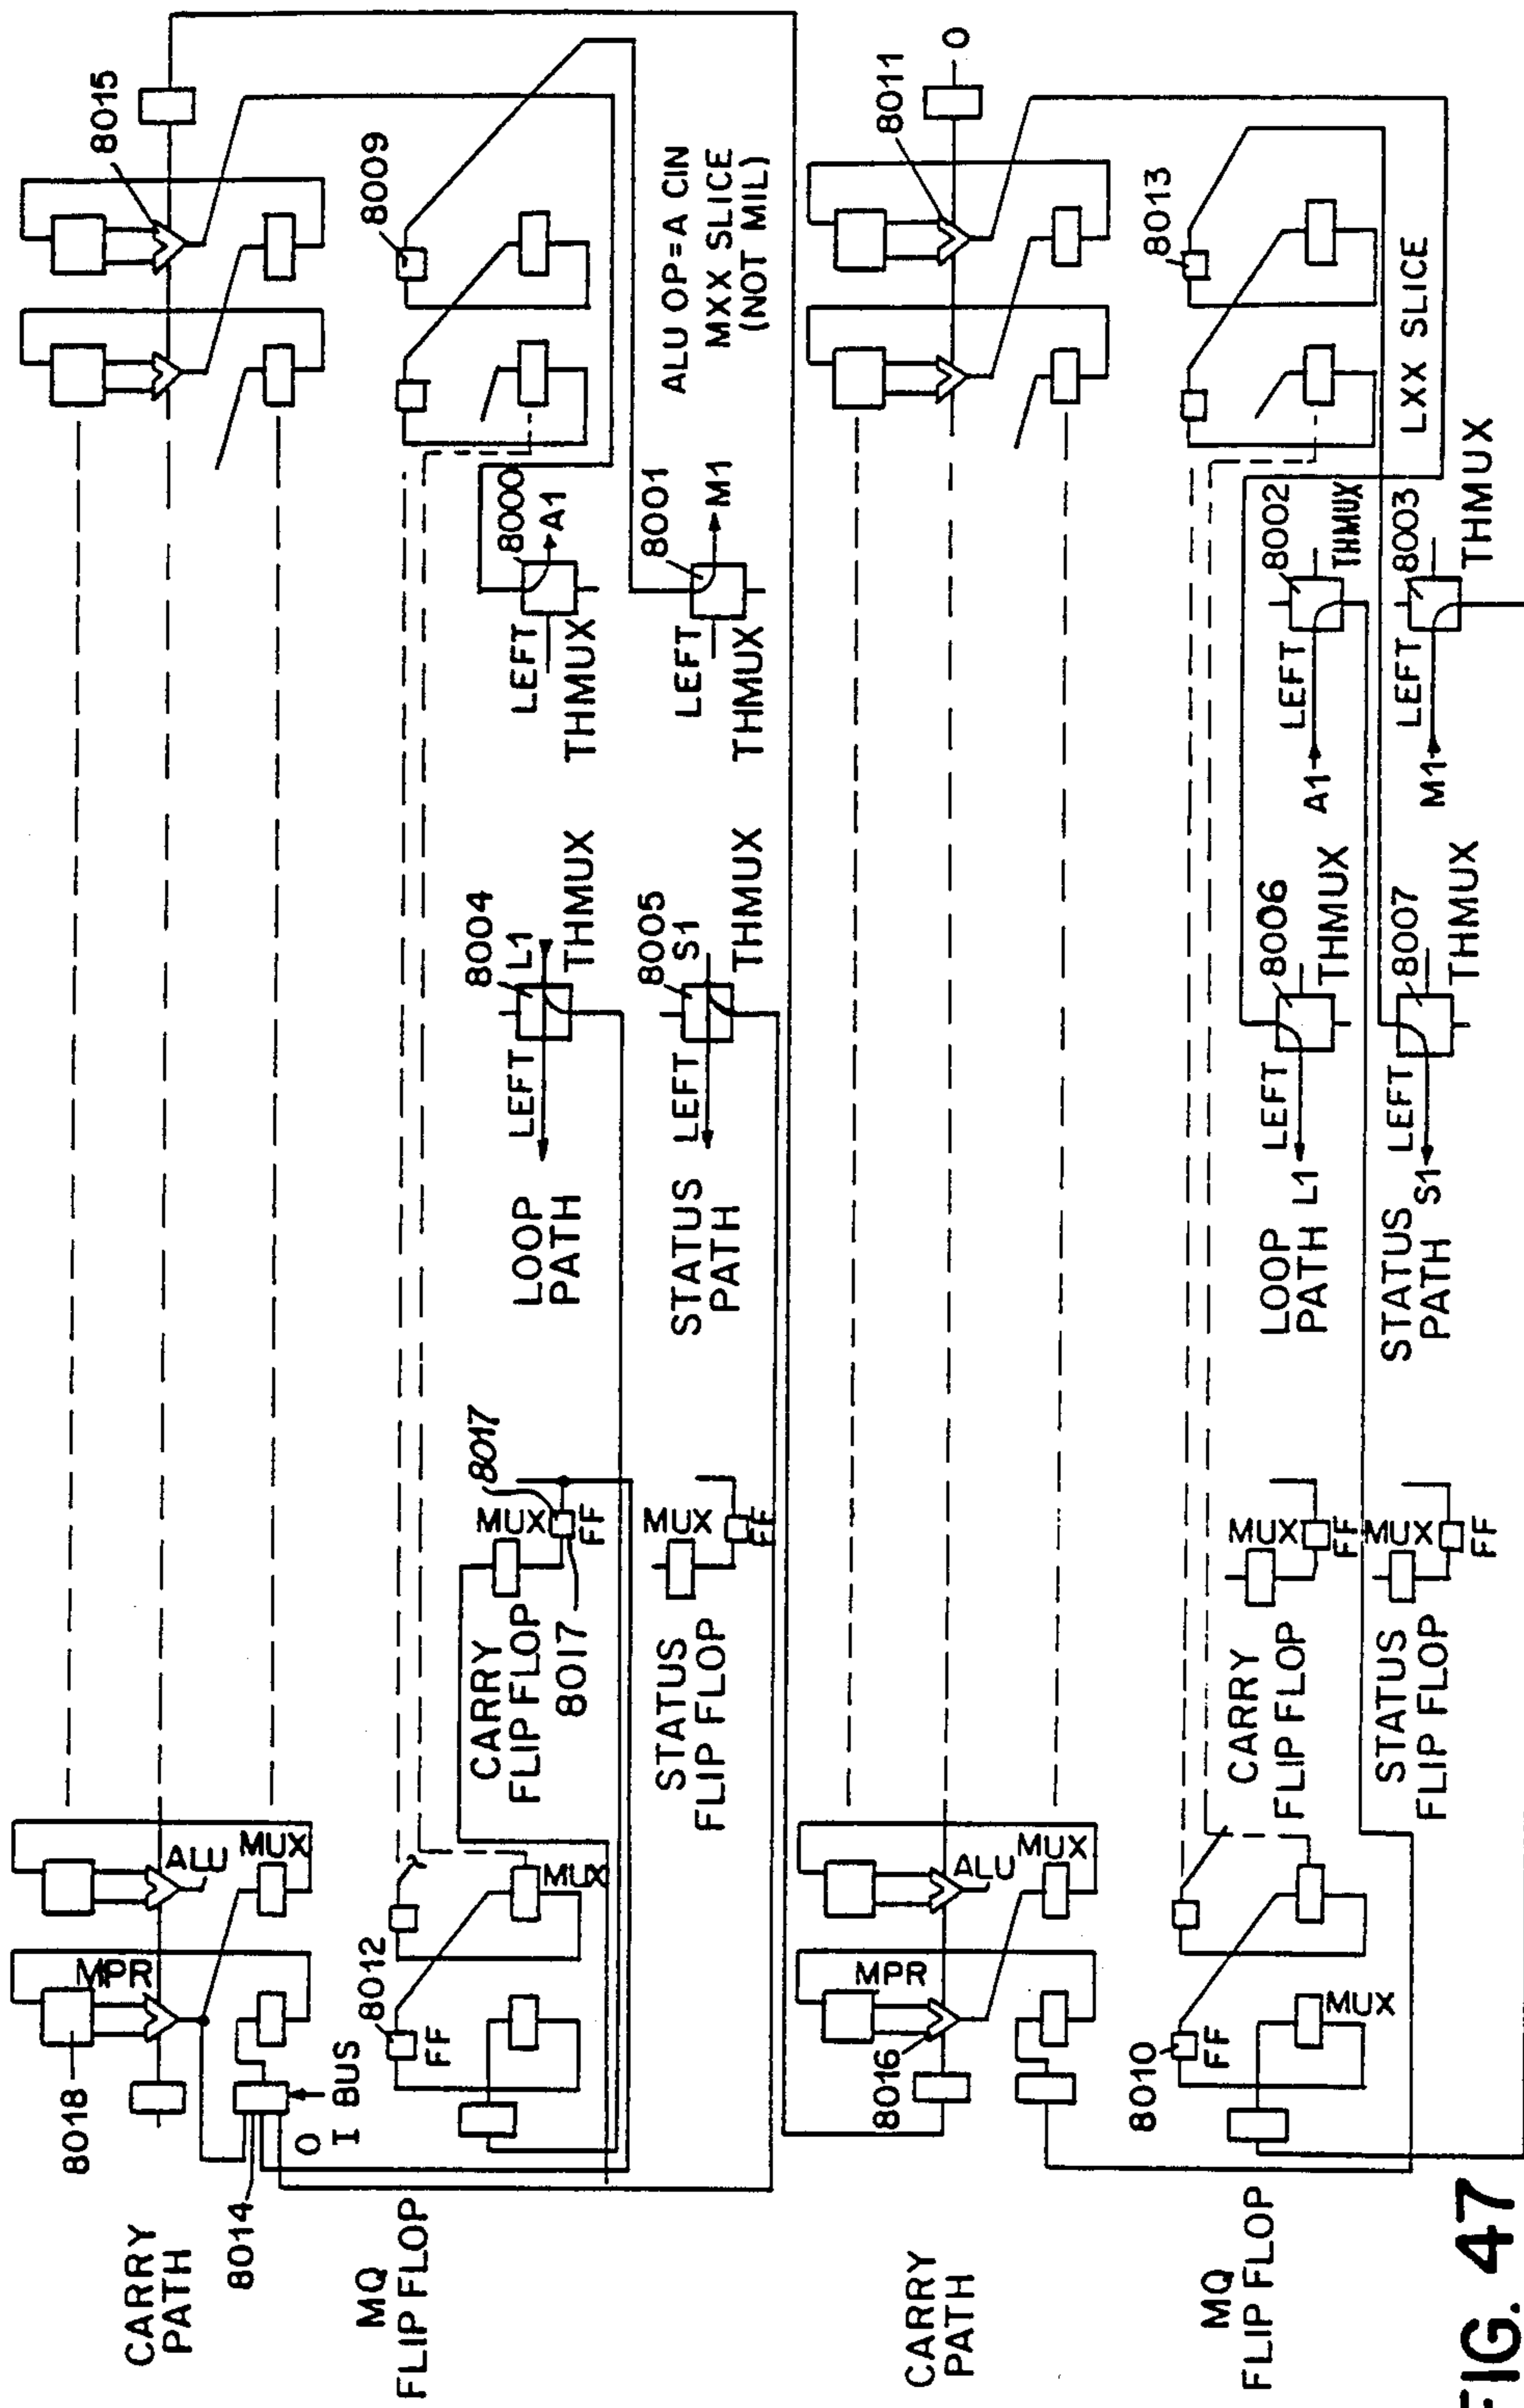 CARRY
PATH
8018
MPR
ALU
MUX
8015
8014
O
I BUS
MQ
FLIP FLOP
8012
FF
MUX
8009
CARRY
FLIP FLOP
8017
MUX
8017
FF
STATUS
FLIP FLOP
MUX
FF
LOOP
PATH
LEFT
8004
L1
THMUX
STATUS
PATH
LEFT
8005
S1
THMUX
LEFT
8000
A1
THMUX
LEFT
8001
M1
THMUX
ALU OP=A CIN
MXX SLICE
(NOT MIL)
CARRY
PATH
MPR
8016
ALU
MUX
8011
O
MQ
FLIP FLOP
8010
FF
MUX
8013
CARRY
FLIP FLOP
MUX
FF
STATUS
FLIP FLOP
MUX
FF
LOOP
PATH L1
LEFT
8006
THMUX
STATUS
PATH S1
LEFT
8007
THMUX
A1
LEFT
8002
THMUX
M1
LEFT
8003
THMUX
LXX SLICE
FIG. 47